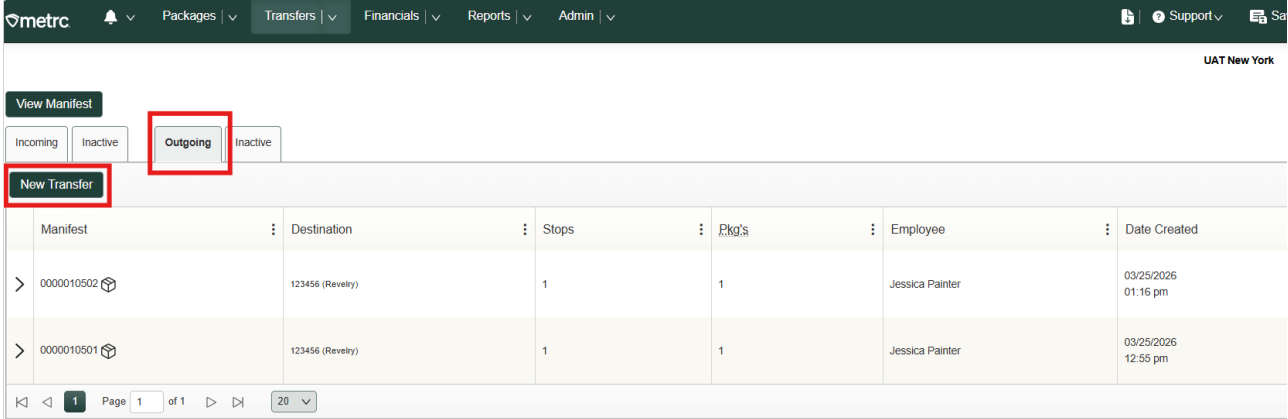 metrc Packages | Transfers | Financials | Reports | Admin | Support
UAT New York
View Manifest
Incoming Inactive Outgoing Inactive
New Transfer
Manifest Destination Stops Pkg's Employee Date Created
0000010502 123456 (Revelry) 1 1 Jessica Painter 03/25/2026
01:16 pm
0000010501 123456 (Revelry) 1 1 Jessica Painter 03/25/2026
12:55 pm
1 Page 1 of 1 20